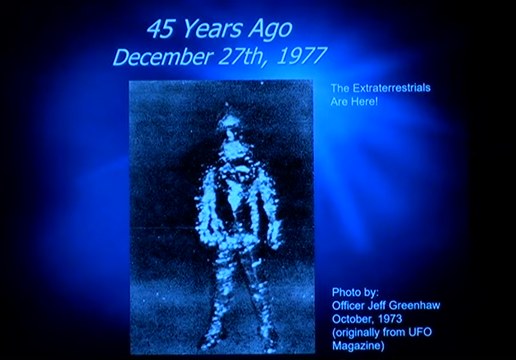 45 Years Ago
December 27th, 1977
The Extraterrestrials
Are Here!
Photo by:
Officer Jeff Greenhaw
October, 1973
(originally from UFO
Magazine)